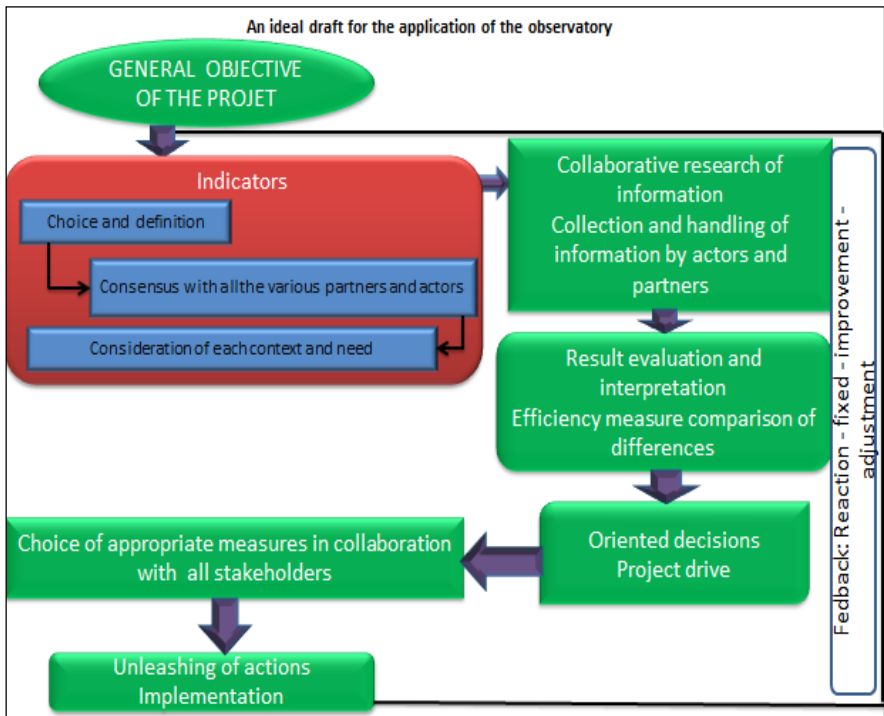 An ideal draft for the application of the observatory
GENERAL OBJECTIVE
OF THE PROJET
Indicators
Choice and definition
Consensus with all the various partners and actors
Consideration of each context and need
Collaborative research of
information
Collection and handling of
information by actors and
partners
Result evaluation and
interpretation
Efficiency measure comparison of
differences
Oriented decisions
Project drive
Choice of appropriate measures in collaboration
with all stakeholders
Unleashing of actions
Implementation
Fedback: Reaction - fixed - improvement -
adjustment